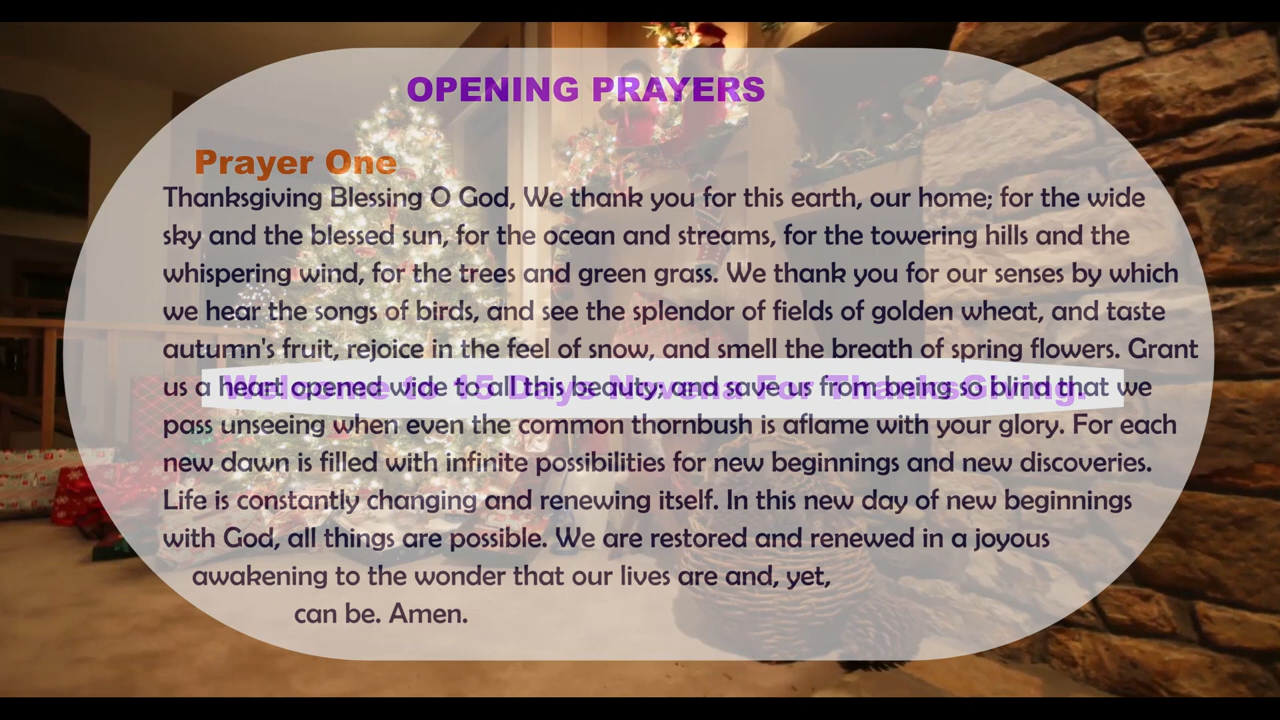 OPENING PRAYERS
Prayer One
Thanksgiving Blessing O God, We thank you for this earth, our home; for the wide
sky and the blessed sun, for the ocean and streams, for the towering hills and the
whispering wind, for the trees and green grass. We thank you for our senses by which
we hear the songs of birds, and see the splendor of fields of golden wheat, and taste
autumn's fruit, rejoice in the feel of snow, and smell the breath of spring flowers. Grant
us a heart opened wide to all this beauty; and save us from being so blind that we
Welcome to 15 Days Novena For ThanksGiving.
pass unseeing when even the common thornbush is aflame with your glory. For each
new dawn is filled with infinite possibilities for new beginnings and new discoveries.
Life is constantly changing and renewing itself. In this new day of new beginnings
with God, all things are possible. We are restored and renewed in a joyous
awakening to the wonder that our lives are and, yet,
can be. Amen.